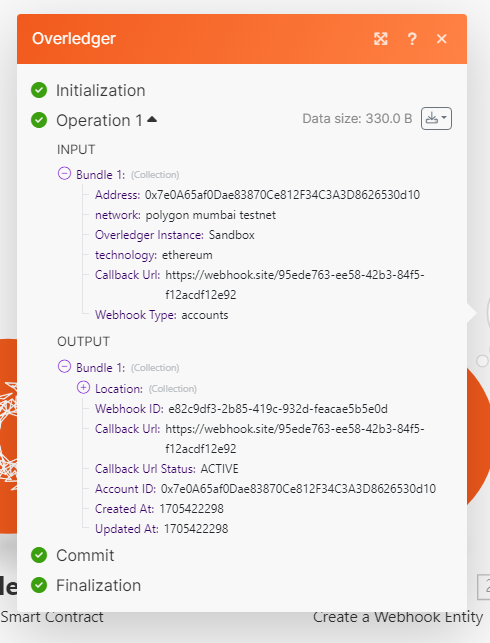 Overledger
Initialization
Operation 1
Data size: 330.0 B
INPUT
Bundle 1: (Collection)
Address: 0x7e0A65af0Dae83870Ce812F34C3A3D8626530d10
network: polygon mumbai testnet
Overledger Instance: Sandbox
technology: ethereum
Callback Url: https://webhook.site/95ede763-ee58-42b3-84f5-
f12acdf12e92
Webhook Type: accounts
OUTPUT
Bundle 1: (Collection)
Location: (Collection)
Webhook ID: e82c9df3-2b85-419c-932d-feacae5b5e0d
Callback Url: https://webhook.site/95ede763-ee58-42b3-84f5-
f12acdf12e92
Callback Url Status: ACTIVE
Account ID: 0x7e0A65af0Dae83870Ce812F34C3A3D8626530d10
Created At: 1705422298
Updated At: 1705422298
Commit
Finalization
Smart Contract
Create a Webhook Entity